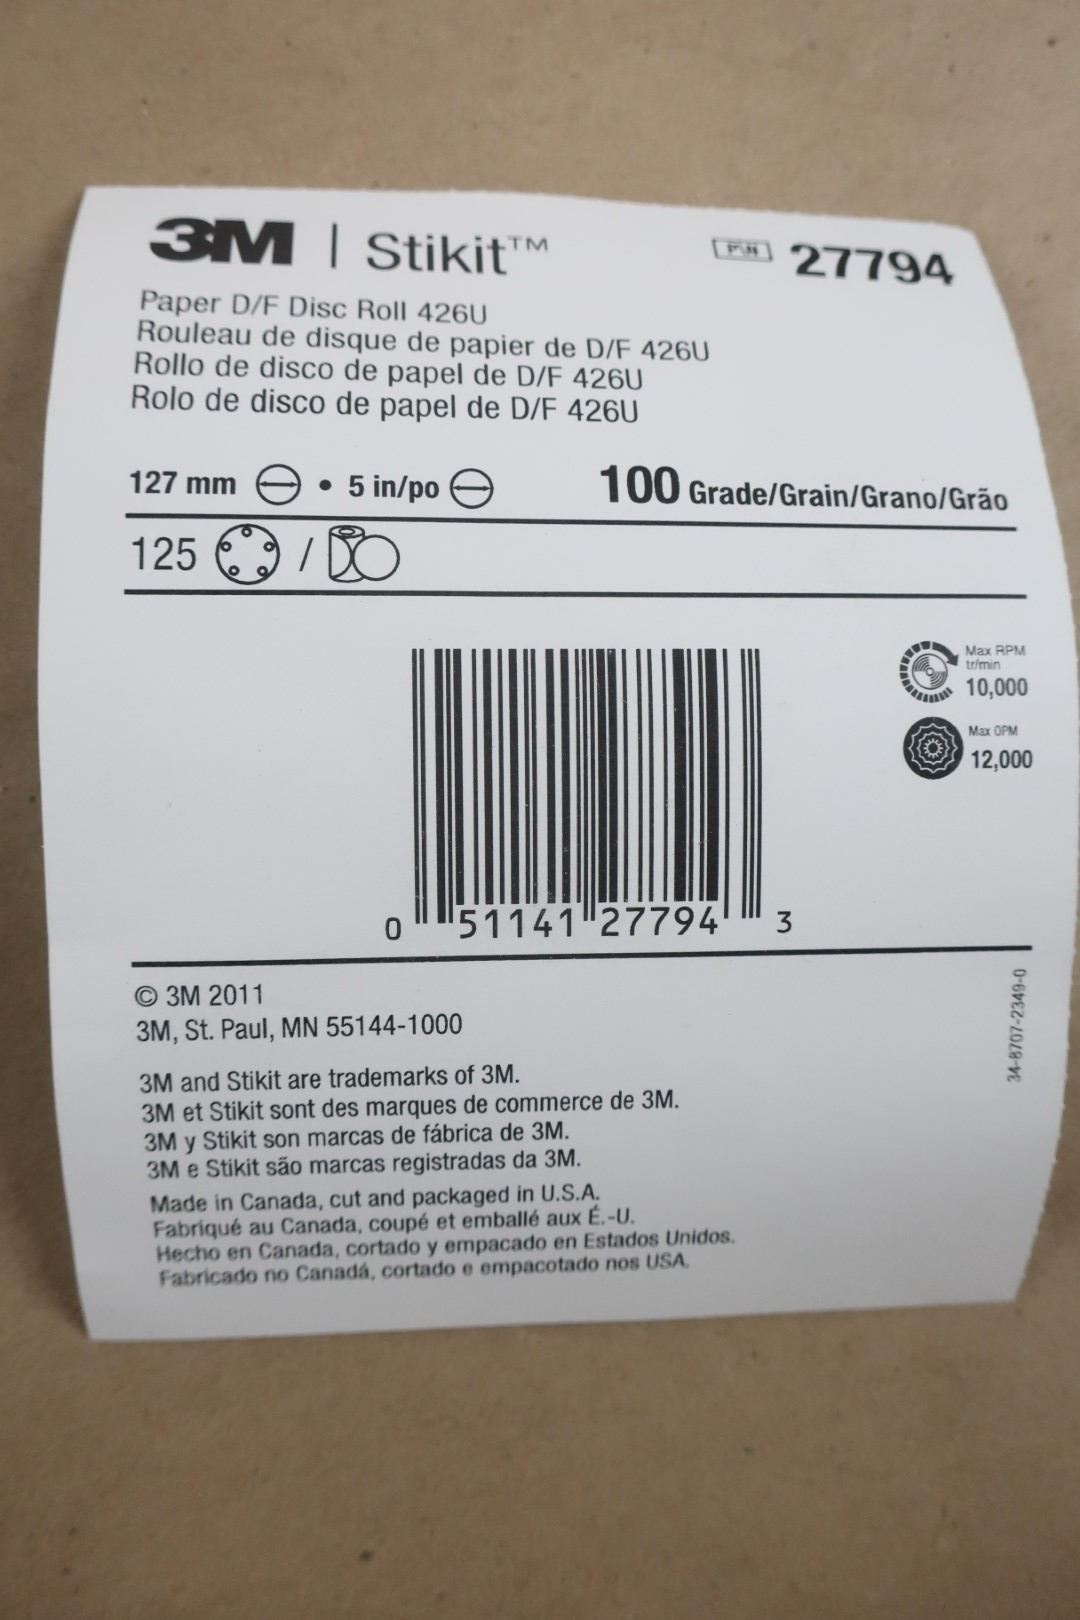 3M | Stikit™ P\N 27794
Paper D/F Disc Roll 426U
Rouleau de disque de papier de D/F 426U
Rollo de disco de papel de D/F 426U
Rolo de disco de papel de D/F 426U
127 mm • 5 in/po 100 Grade/Grain/Grano/Grão
125 /
Max RPM
tr/min
10,000
Max OPM
12,000
0 51141 27794 3
© 3M 2011
3M, St. Paul, MN 55144-1000
34-8707-2349-0
3M and Stikit are trademarks of 3M.
3M et Stikit sont des marques de commerce de 3M.
3M y Stikit son marcas de fábrica de 3M.
3M e Stikit são marcas registradas da 3M.
Made in Canada, cut and packaged in U.S.A.
Fabriqué au Canada, coupé et emballé aux É.-U.
Hecho en Canada, cortado y empacado en Estados Unidos.
Fabricado no Canadá, cortado e empacotado nos USA.